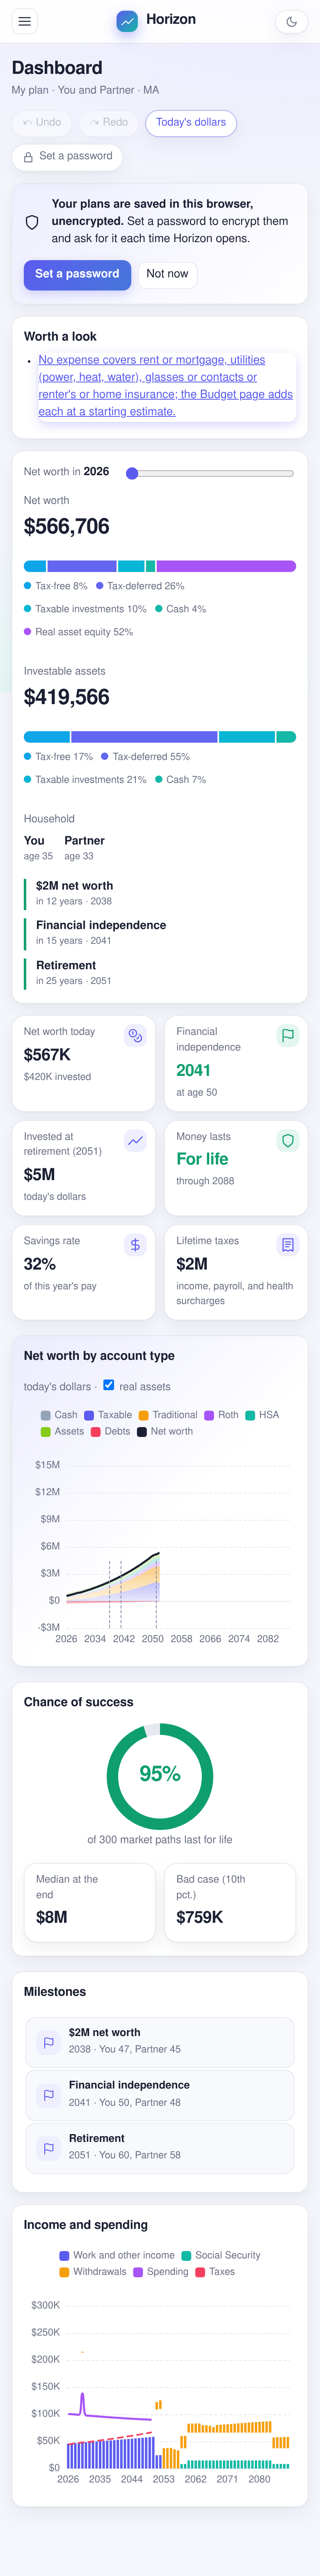 Horizon
Dashboard
My plan · You and Partner · MA
Undo
Redo
Today's dollars
Set a password
Your plans are saved in this browser,
unencrypted. Set a password to encrypt them
and ask for it each time Horizon opens.
Set a password
Not now
Worth a look
• No expense covers rent or mortgage, utilities
(power, heat, water), glasses or contacts or
renter's or home insurance; the Budget page adds
each at a starting estimate.
Net worth in 2026
Net worth
$566,706
Tax-free 8% Tax-deferred 26%
Taxable investments 10% Cash 4%
Real asset equity 52%
Investable assets
$419,566
Tax-free 17% Tax-deferred 55%
Taxable investments 21% Cash 7%
Household
You Partner
age 35 age 33
$2M net worth
in 12 years · 2038
Financial independence
in 15 years · 2041
Retirement
in 25 years · 2051
Net worth today
$567K
$420K invested
Financial
independence
2041
at age 50
Invested at
retirement (2051)
$5M
today's dollars
Money lasts
For life
through 2088
Savings rate
32%
of this year's pay
Lifetime taxes
$2M
income, payroll, and health
surcharges
Net worth by account type
today's dollars · real assets
Cash Taxable Traditional Roth HSA
Assets Debts Net worth
$15M
$12M
$9M
$6M
$3M
$0
-$3M
2026 2034 2042 2050 2058 2066 2074 2082
Chance of success
95%
of 300 market paths last for life
Median at the
end
$8M
Bad case (10th
pct.)
$759K
Milestones
$2M net worth
2038 · You 47, Partner 45
Financial independence
2041 · You 50, Partner 48
Retirement
2051 · You 60, Partner 58
Income and spending
Work and other income Social Security
Withdrawals Spending Taxes
$300K
$250K
$200K
$150K
$100K
$50K
$0
2026 2035 2044 2053 2062 2071 2080